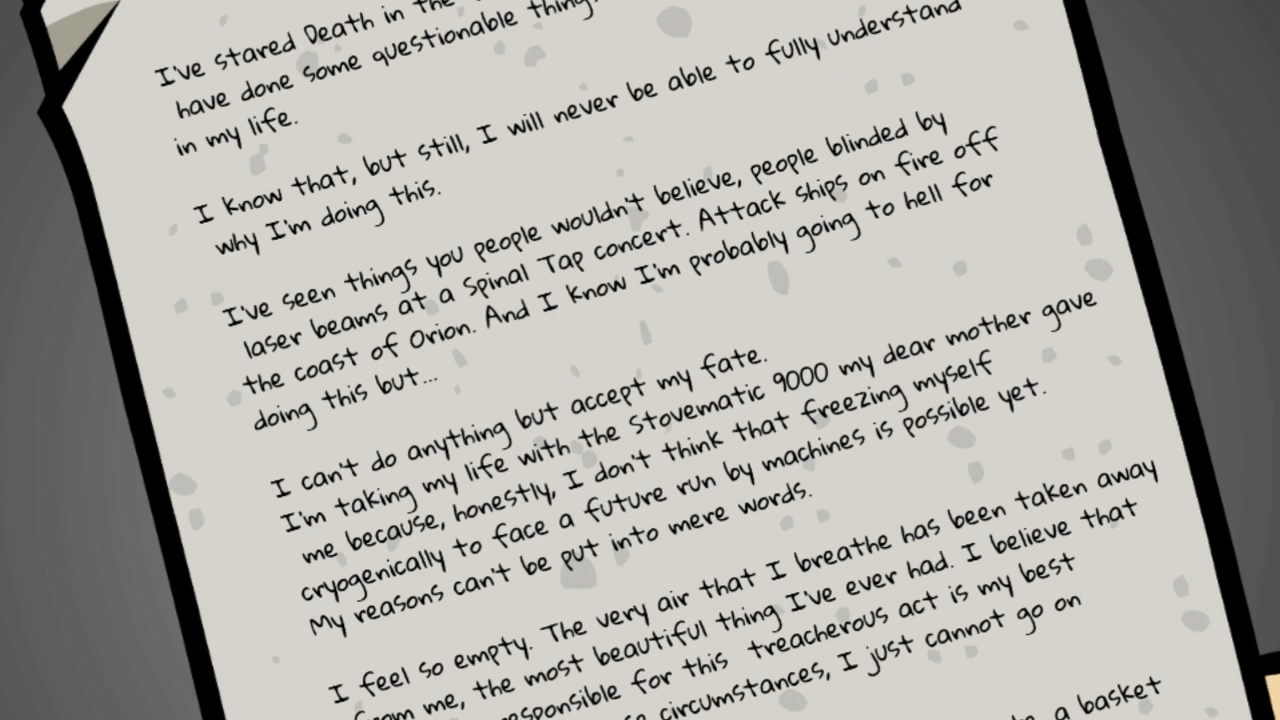 I've stared Death in the
have done some questionable thing
in my life.
I know that, but still, I will never be able to fully understand
why I'm doing this.
I've seen things you people wouldn't believe, people blinded by
laser beams at a Spinal Tap concert. Attack ships on fire off
the coast of Orion. And I know I'm probably going to hell for
doing this but...
I can't do anything but accept my fate.
I'm taking my life with the Stovematic 9000 my dear mother gave
me because, honestly, I don't think that freezing myself
cryogenically to face a future run by machines is possible yet.
My reasons can't be put into mere words.
I feel so empty. The very air that I breathe has been taken away
from me, the most beautiful thing I've ever had. I believe that
responsible for this treacherous act is my best
circumstances, I just cannot go on
a basket